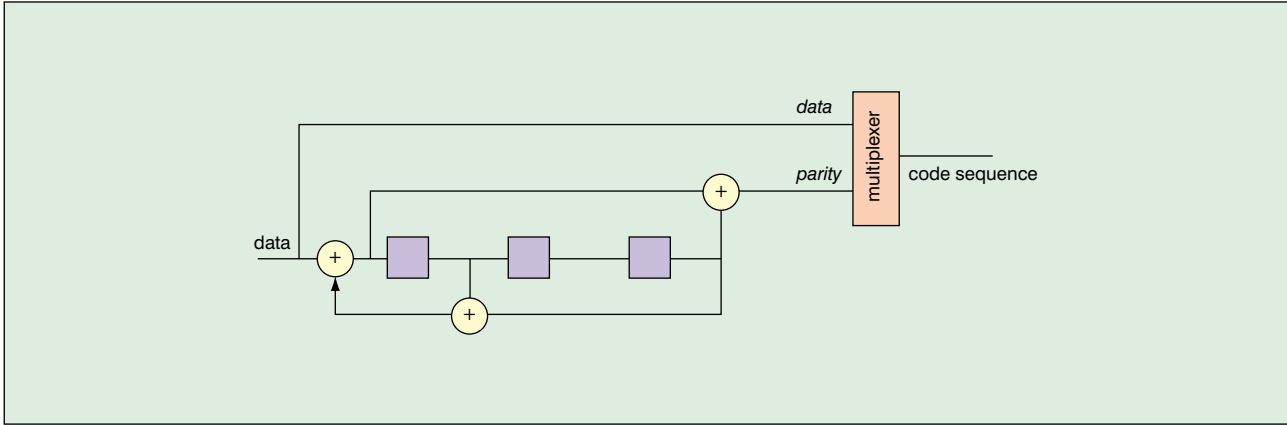 data
multiplexer
parity
code sequence
data
+
+
+